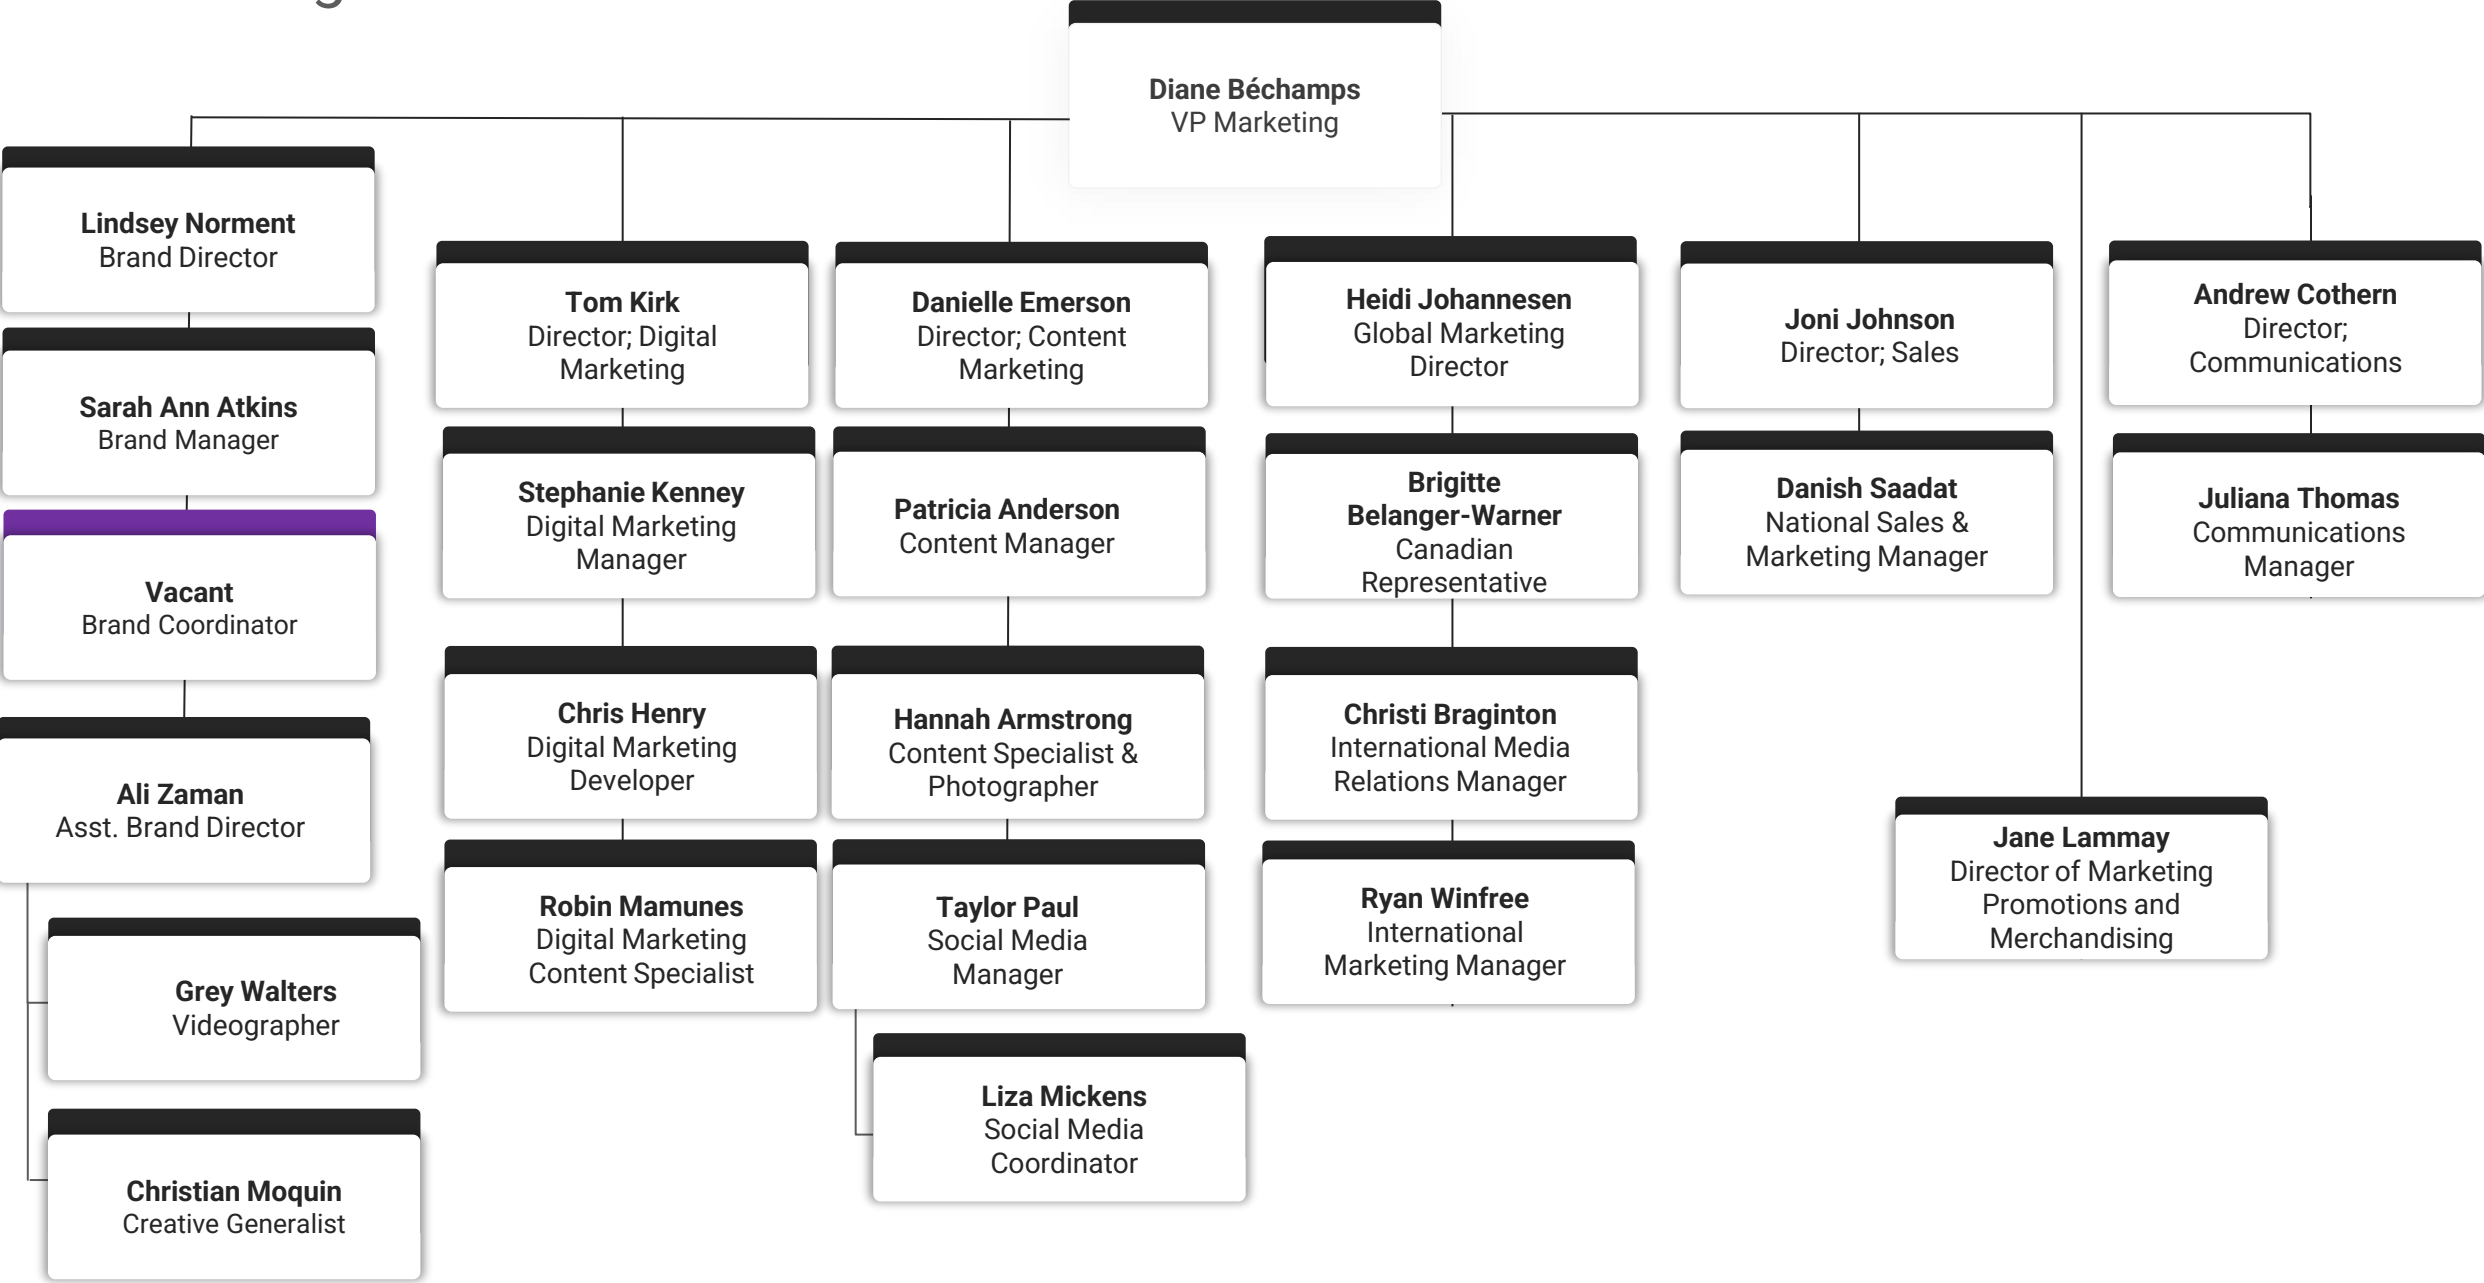 Diane Béchamps
VP Marketing
Lindsey Norment
Brand Director
Sarah Ann Atkins
Brand Manager
Vacant
Brand Coordinator
Ali Zaman
Asst. Brand Director
Grey Walters
Videographer
Christian Moquin
Creative Generalist
Tom Kirk
Director; Digital
Marketing
Stephanie Kenney
Digital Marketing
Manager
Chris Henry
Digital Marketing
Developer
Robin Mamunes
Digital Marketing
Content Specialist
Danielle Emerson
Director; Content
Marketing
Patricia Anderson
Content Manager
Hannah Armstrong
Content Specialist &
Photographer
Taylor Paul
Social Media
Manager
Liza Mickens
Social Media
Coordinator
Heidi Johannesen
Global Marketing
Director
Brigitte
Belanger-Warner
Canadian
Representative
Christi Braginton
International Media
Relations Manager
Ryan Winfree
International
Marketing Manager
Joni Johnson
Director; Sales
Danish Saadat
National Sales &
Marketing Manager
Jane Lammay
Director of Marketing
Promotions and
Merchandising
Andrew Cothern
Director;
Communications
Juliana Thomas
Communications
Manager